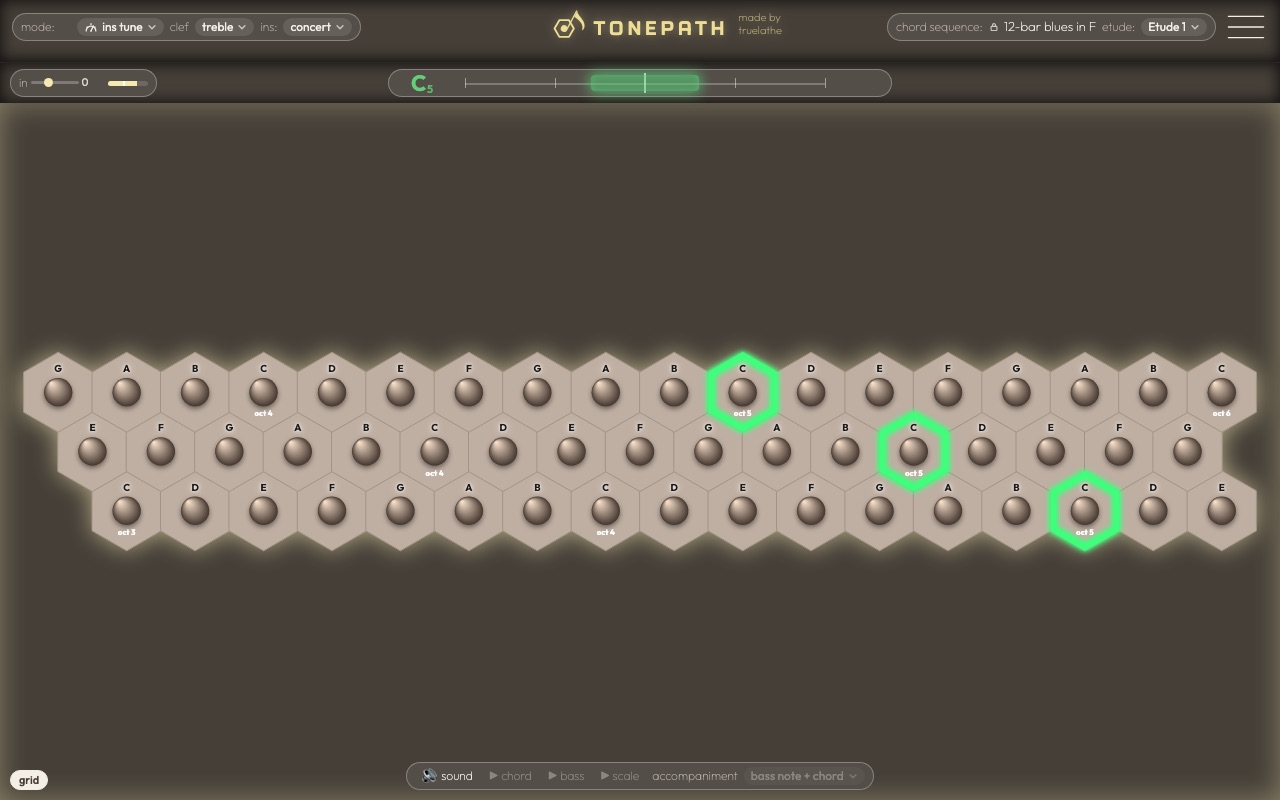 mode: ins tune clef treble ins: concert
TONEPATH
made by
truelathe
chord sequence: 12-bar blues in F etude: Etude 1
in 0
C5
G A B C D E F G A B C D E F G A B C
oct 4 oct 5 oct 6
E F G A B C D E F G A B C D E F G
oct 4 oct 5
C D E F G A B C D E F G A B C D E
oct 3 oct 4 oct 5
grid
sound chord bass scale accompaniment bass note + chord